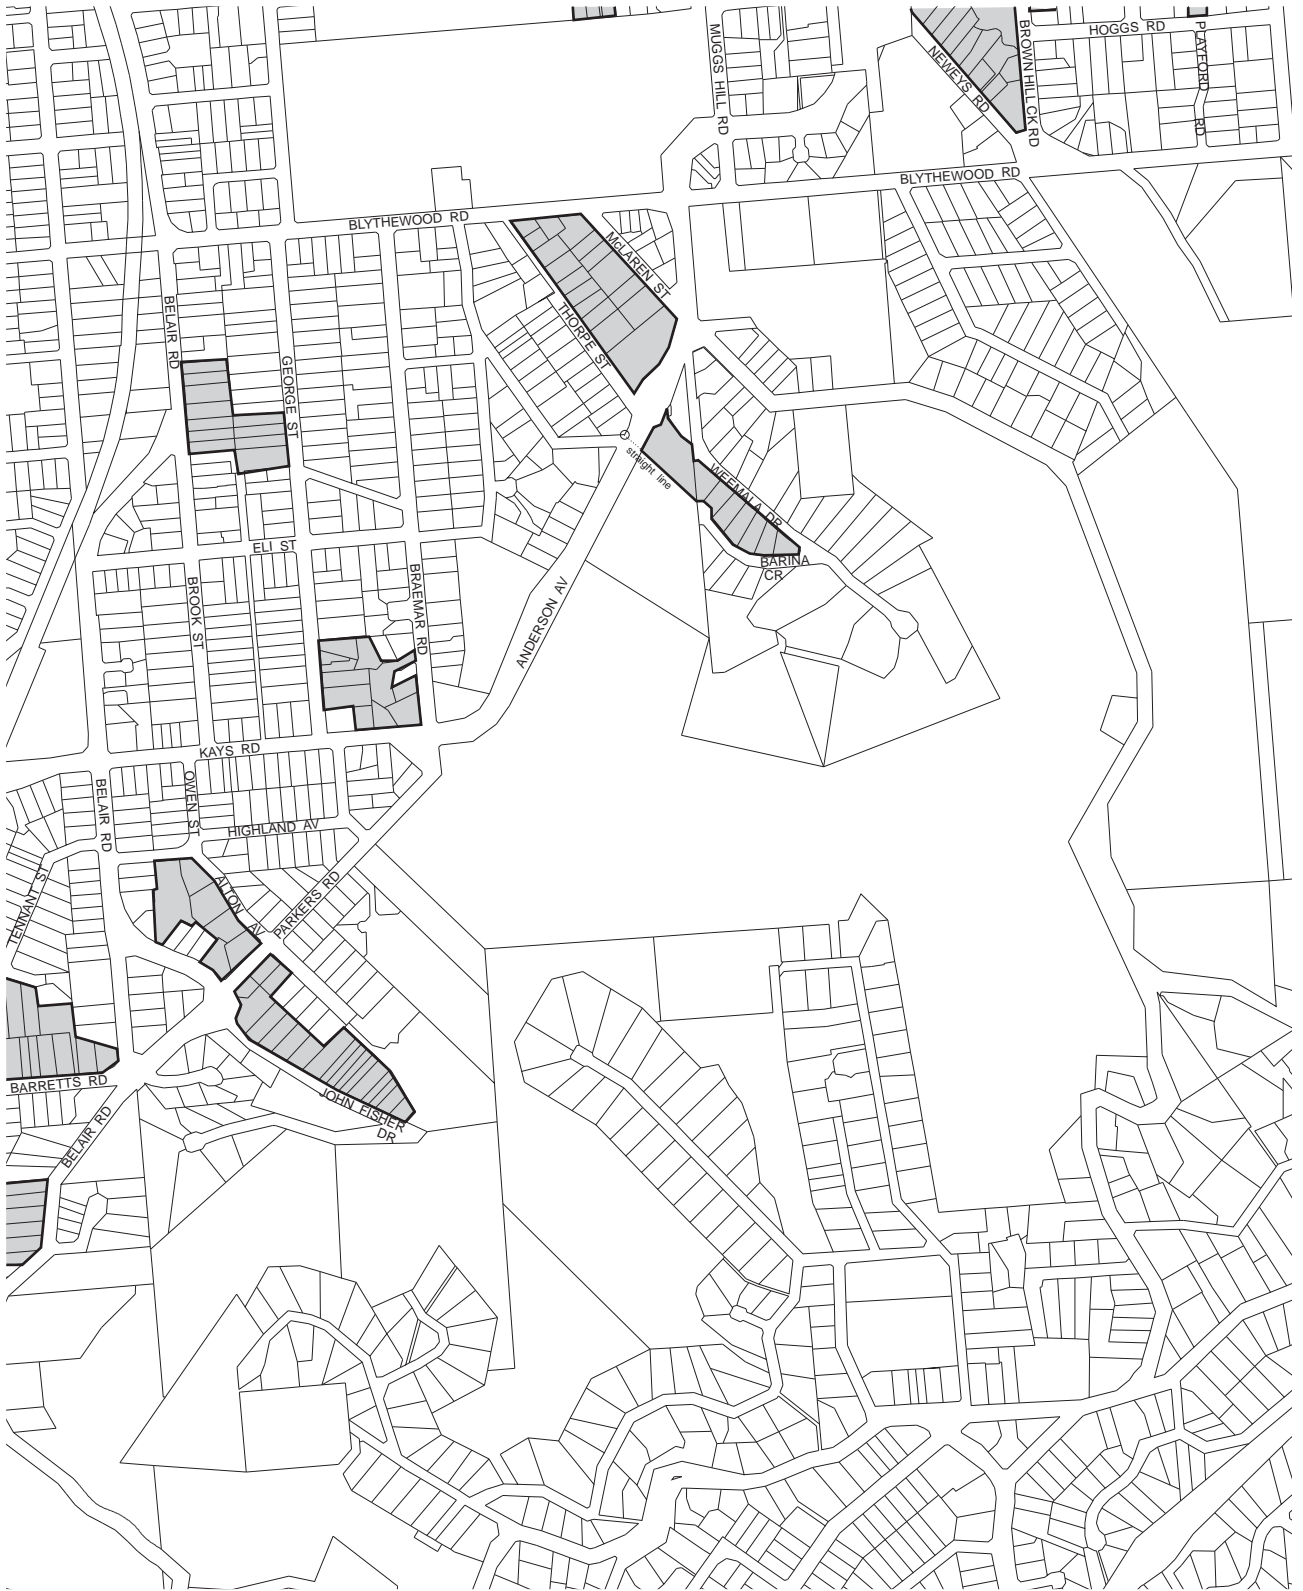 HOGGS RD
MUGGS HILL RD
NEWEYS RD
BROWN HILL CK RD
PLAYFORD RD
BLYTHEWOOD RD
BLYTHEWOOD RD
McLAREN ST
THORPE ST
BELAIR RD
GEORGE ST
straight line
WEEMALA DR
BARINA
CR
ELI ST
BROOK ST
BRAEMAR RD
ANDERSON AV
KAYS RD
BELAIR RD
OWEN ST
HIGHLAND AV
TENNANT ST
ALTON AV
PARKERS RD
BARRETTS RD
JOHN FISHER
DR
BELAIR RD